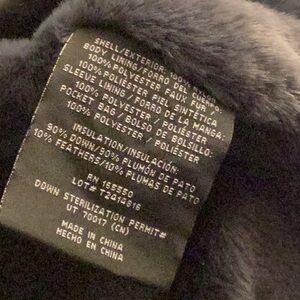 SHELL/EXTERIOR: 100%
BODY LINING/FORRO DEL CUERPO:
100% POLYESTER FAUX FUR
100% POLIÉSTER PIEL SINTÉTICA
SLEEVE LINING/FORRO DE LA MANGA:
100% POLYESTER / POLIÉSTER
POCKET BAG/BOLSO DE BOLSILLO:
100% POLYESTER / POLIÉSTER
INSULATION/INSULACIÓN:
90% DOWN/90% PLUMÓN DE PATO
10% FEATHERS/10% PLUMAS DE PATO
RN 155550
LOT# T2414816
DOWN STERILIZATION PERMIT#
UT 70017 (CN)
MADE IN CHINA
HECHO EN CHINA